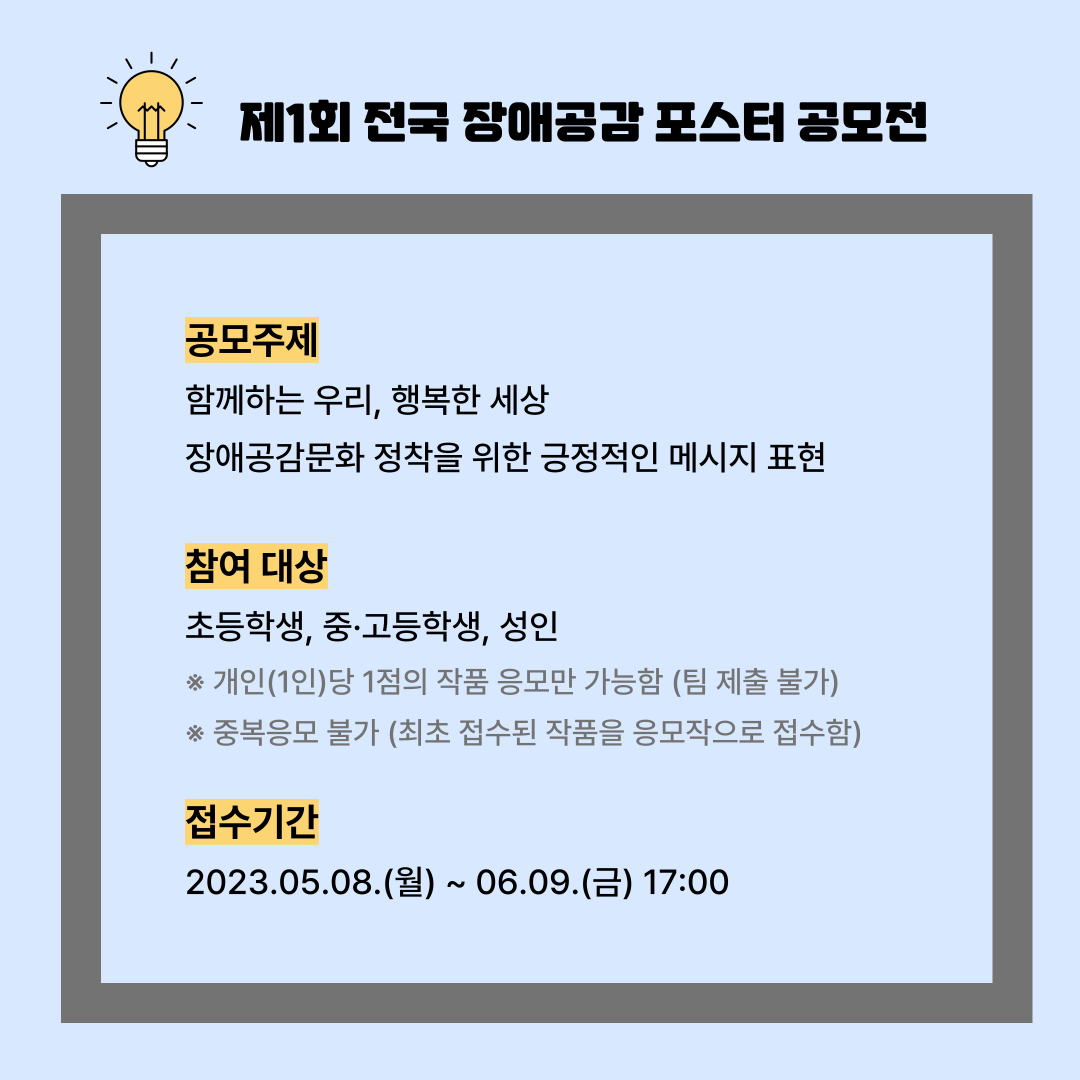 제1회 전국 장애공감 포스터 공모전
공모주제
함께하는 우리, 행복한 세상
장애공감문화 정착을 위한 긍정적인 메시지 표현
참여 대상
초등학생, 중·고등학생, 성인
※ 개인(1인)당 1점의 작품 응모만 가능함 (팀 제출 불가)
※ 중복응모 불가 (최초 접수된 작품을 응모작으로 접수함)
접수기간
2023.05.08.(월) ~ 06.09.(금) 17:00